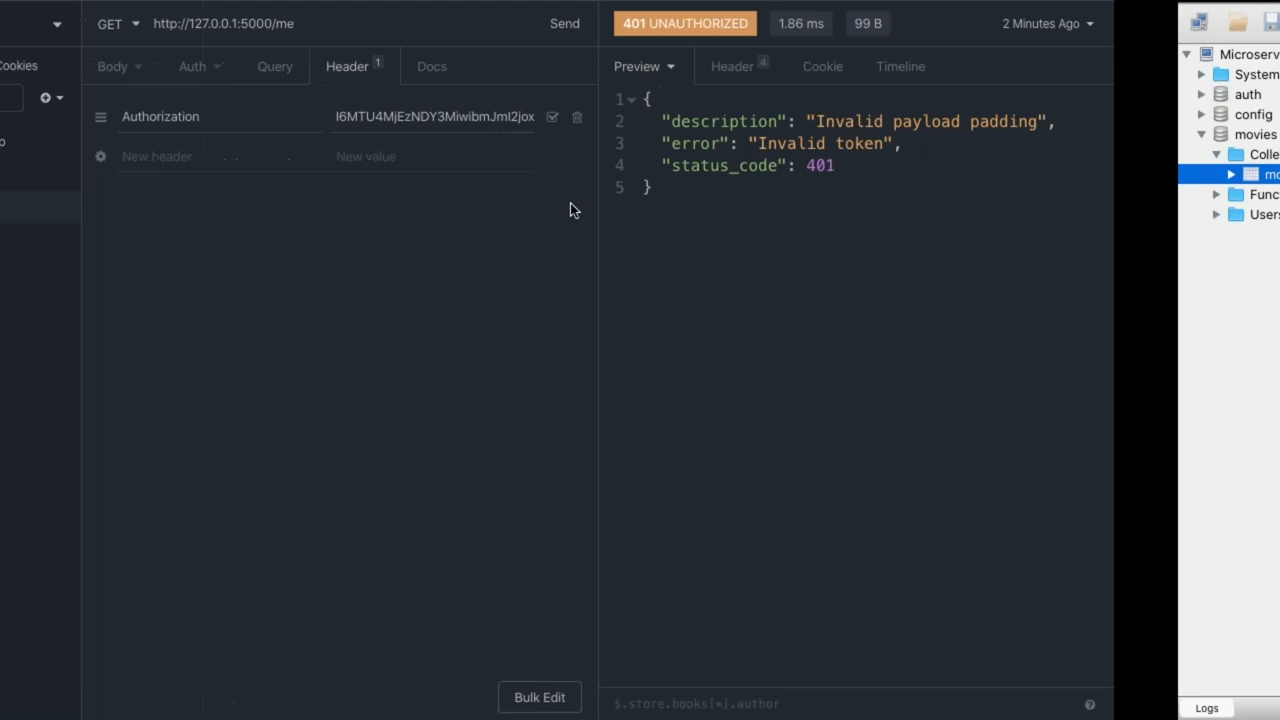 GET http://127.0.0.1:5000/me Send
401 UNAUTHORIZED 1.86 ms 99 B 2 Minutes Ago
Cookies
Body Auth Query Header 1 Docs
Preview Header 4 Cookie Timeline
Authorization
New header New value
1 {
2 "description": "Invalid payload padding",
3 "error": "Invalid token",
4 "status_code": 401
5 }
Bulk Edit
$.store.books[*].author
Microserv
System
auth
config
movies
Colle
mo
Func
Users
Logs